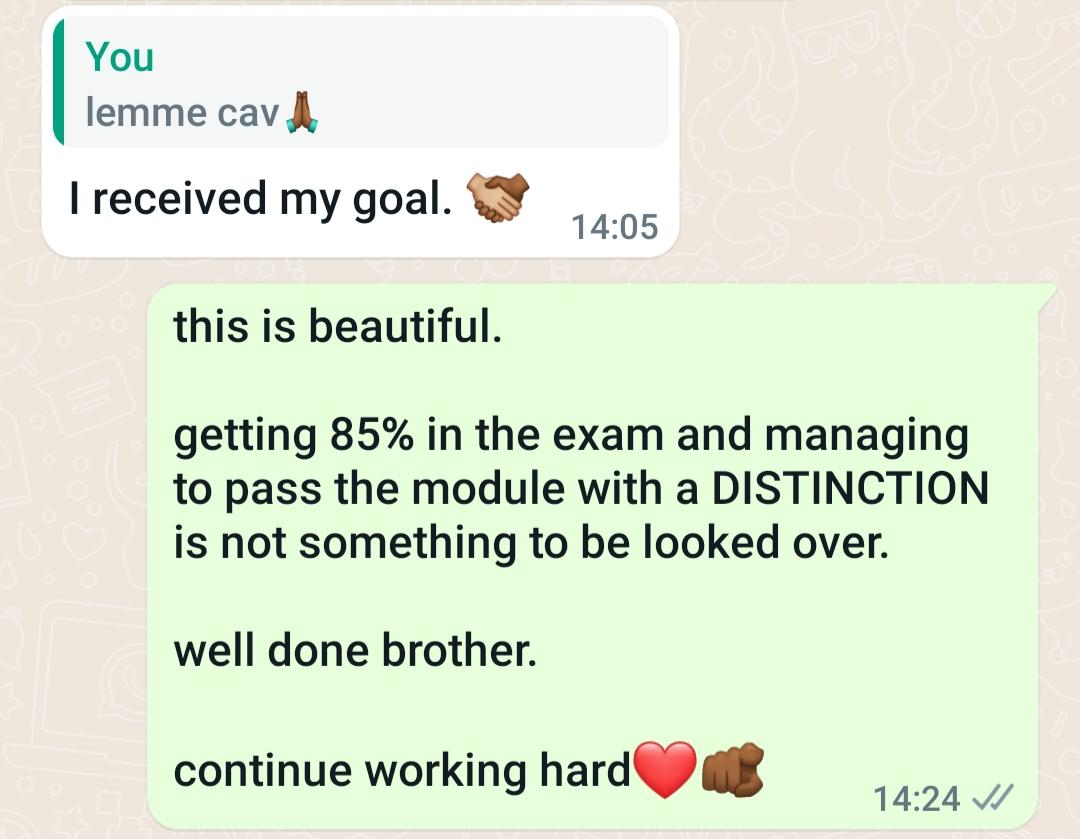 You
lemme cav🙏🏾
I received my goal. 🫱🏼‍🫲🏾
14:05
this is beautiful.
getting 85% in the exam and managing
to pass the module with a DISTINCTION
is not something to be looked over.
well done brother.
continue working hard❤️🫵🏾
14:24